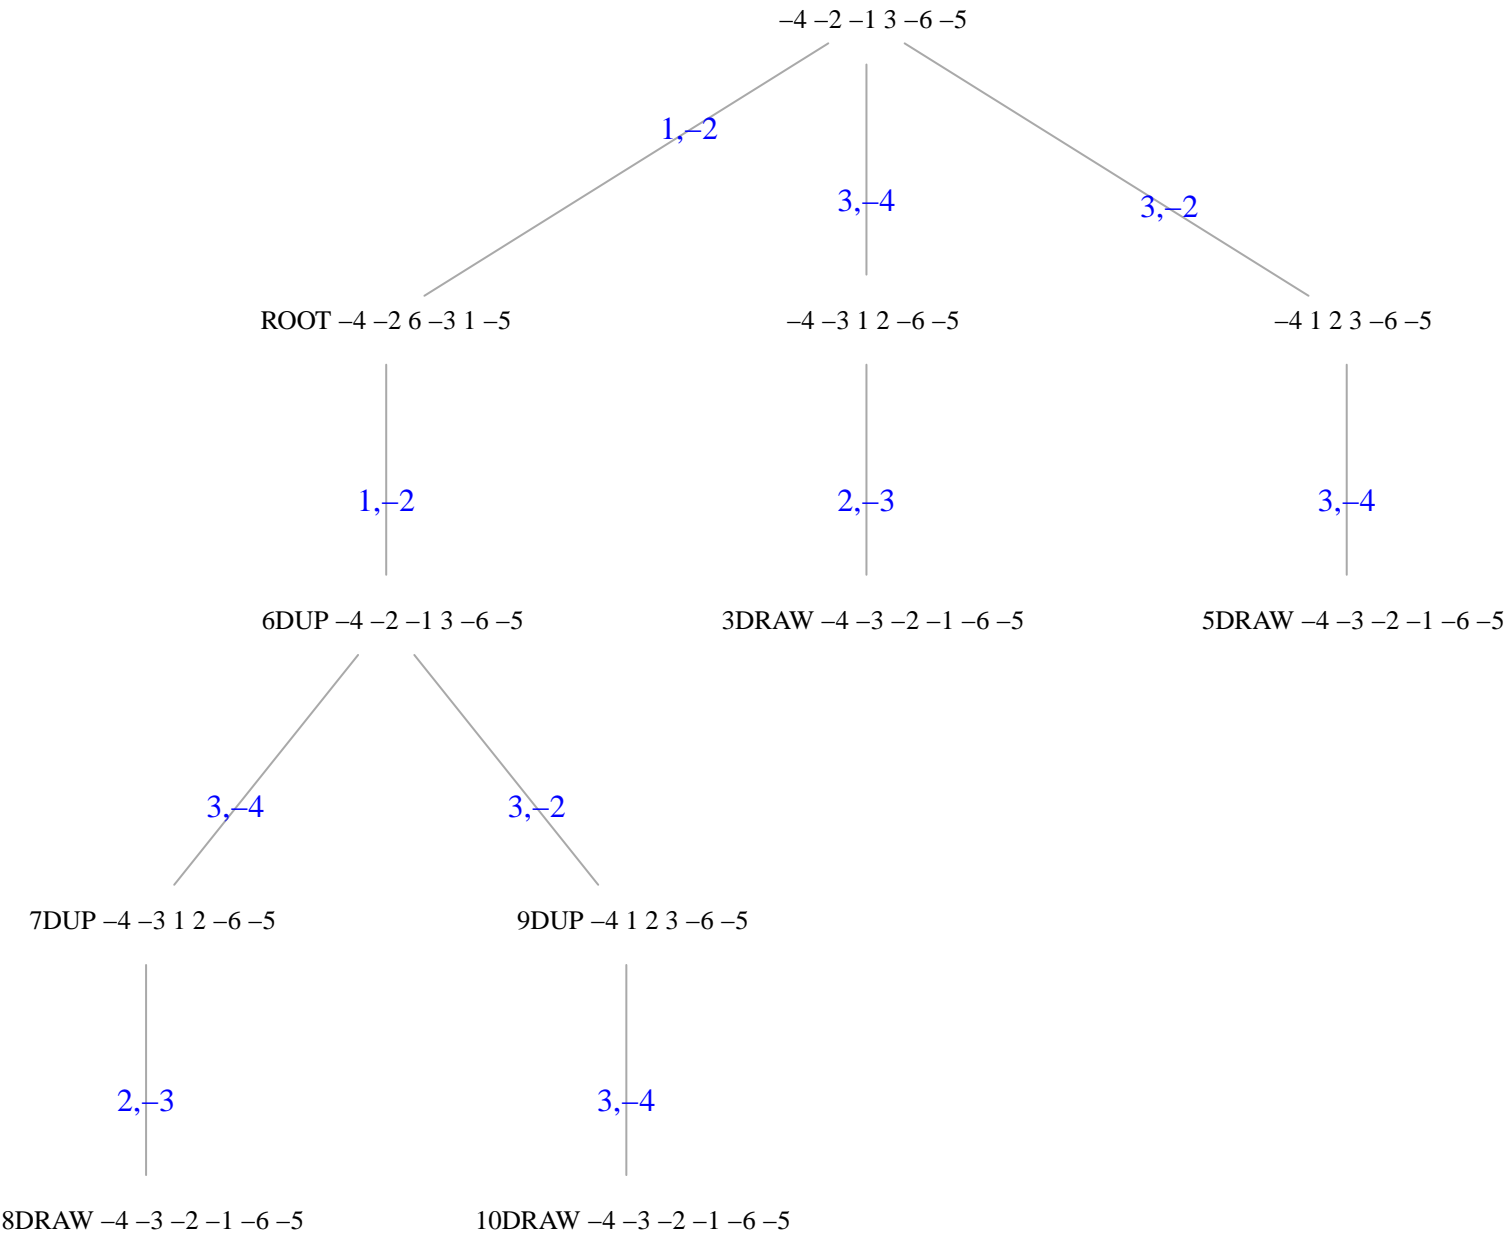 –4 –2 –1 3 –6 –5
1,–2
3,–4
3,–2
ROOT –4 –2 6 –3 1 –5
–4 –3 1 2 –6 –5
–4 1 2 3 –6 –5
1,–2
2,–3
3,–4
6DUP –4 –2 –1 3 –6 –5
3DRAW –4 –3 –2 –1 –6 –5
5DRAW –4 –3 –2 –1 –6 –5
3,–4
3,–2
7DUP –4 –3 1 2 –6 –5
9DUP –4 1 2 3 –6 –5
2,–3
3,–4
8DRAW –4 –3 –2 –1 –6 –5
10DRAW –4 –3 –2 –1 –6 –5